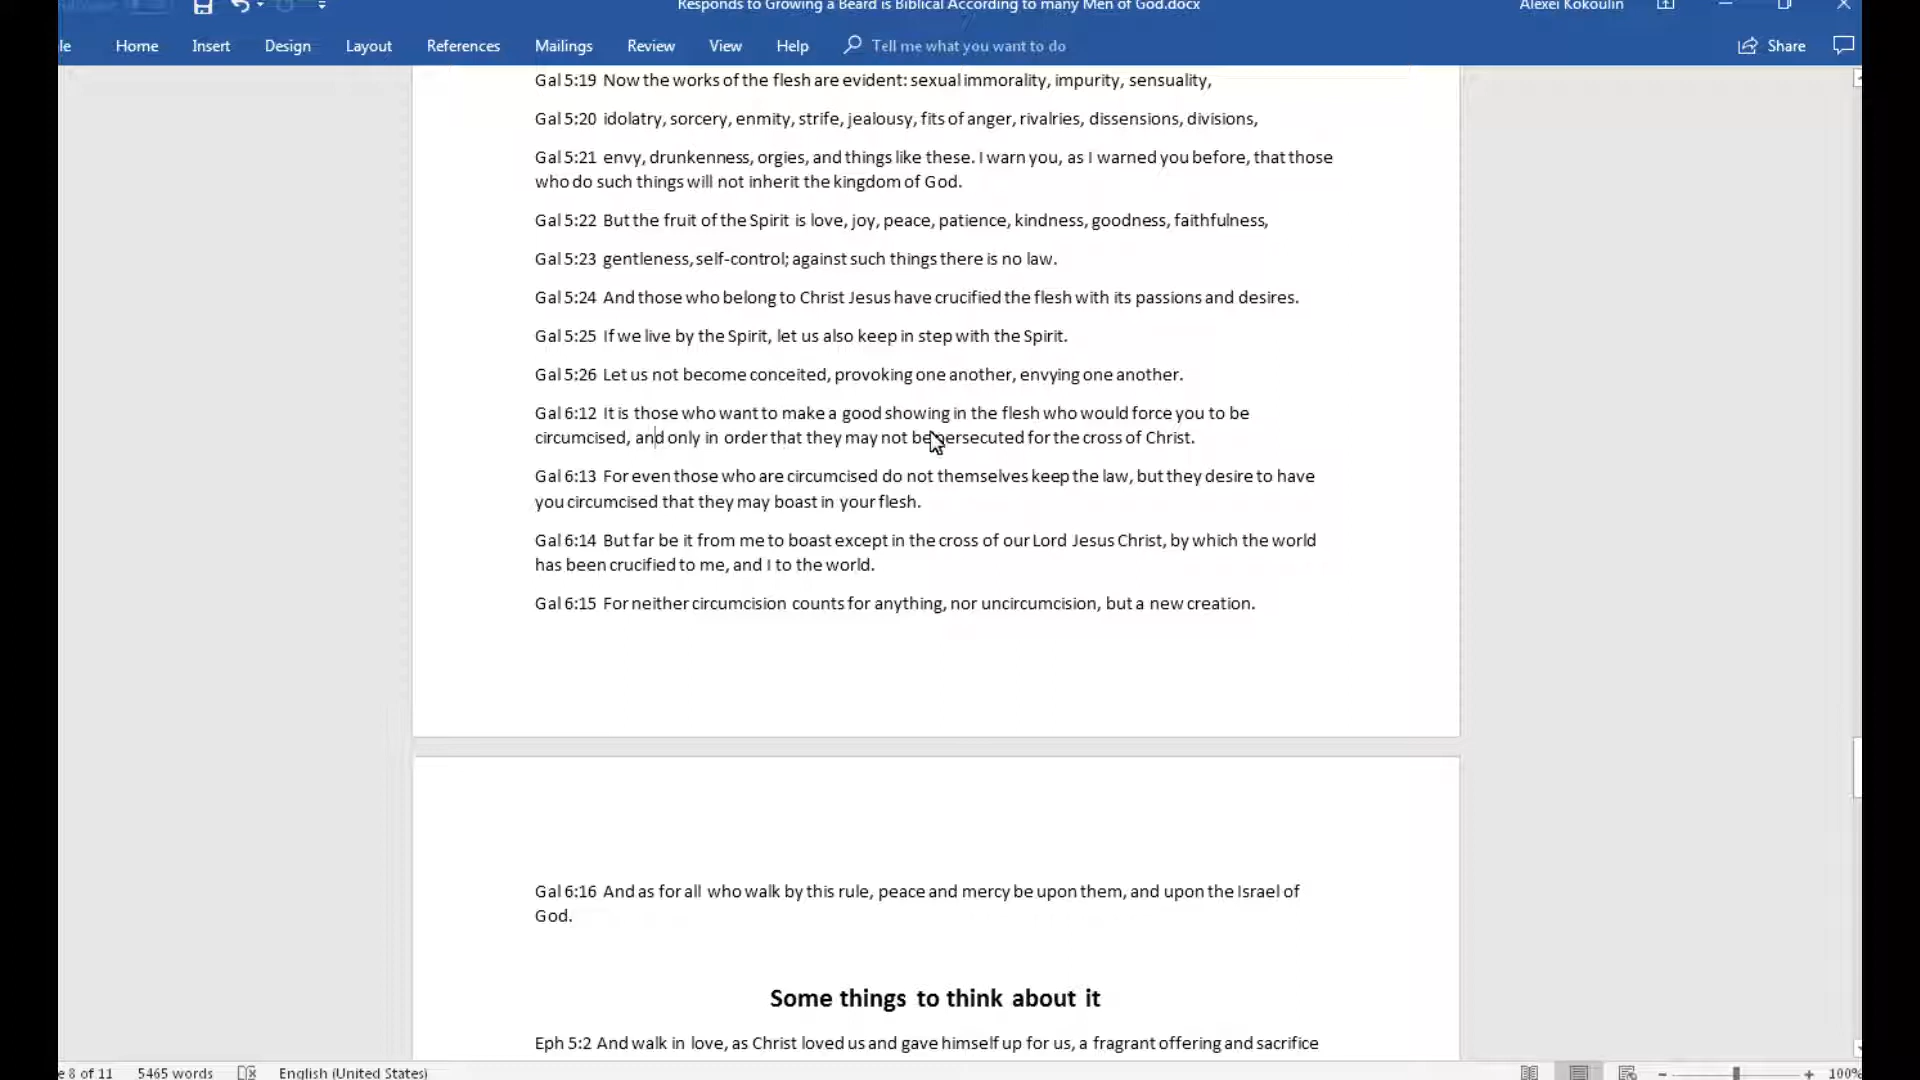 Responds to Growing a Beard is Biblical According to many Men of God.docx
Alexei Kokoulin
le Home Insert Design Layout References Mailings Review View Help Tell me what you want to do Share
Gal 5:19 Now the works of the flesh are evident: sexual immorality, impurity, sensuality,
Gal 5:20 idolatry, sorcery, enmity, strife, jealousy, fits of anger, rivalries, dissensions, divisions,
Gal 5:21 envy, drunkenness, orgies, and things like these. I warn you, as I warned you before, that those
who do such things will not inherit the kingdom of God.
Gal 5:22 But the fruit of the Spirit is love, joy, peace, patience, kindness, goodness, faithfulness,
Gal 5:23 gentleness, self-control; against such things there is no law.
Gal 5:24 And those who belong to Christ Jesus have crucified the flesh with its passions and desires.
Gal 5:25 If we live by the Spirit, let us also keep in step with the Spirit.
Gal 5:26 Let us not become conceited, provoking one another, envying one another.
Gal 6:12 It is those who want to make a good showing in the flesh who would force you to be
circumcised, and only in order that they may not be persecuted for the cross of Christ.
Gal 6:13 For even those who are circumcised do not themselves keep the law, but they desire to have
you circumcised that they may boast in your flesh.
Gal 6:14 But far be it from me to boast except in the cross of our Lord Jesus Christ, by which the world
has been crucified to me, and I to the world.
Gal 6:15 For neither circumcision counts for anything, nor uncircumcision, but a new creation.
Gal 6:16 And as for all who walk by this rule, peace and mercy be upon them, and upon the Israel of
God.
Some things to think about it
Eph 5:2 And walk in love, as Christ loved us and gave himself up for us, a fragrant offering and sacrifice
e 8 of 11 5465 words English (United States) 100%